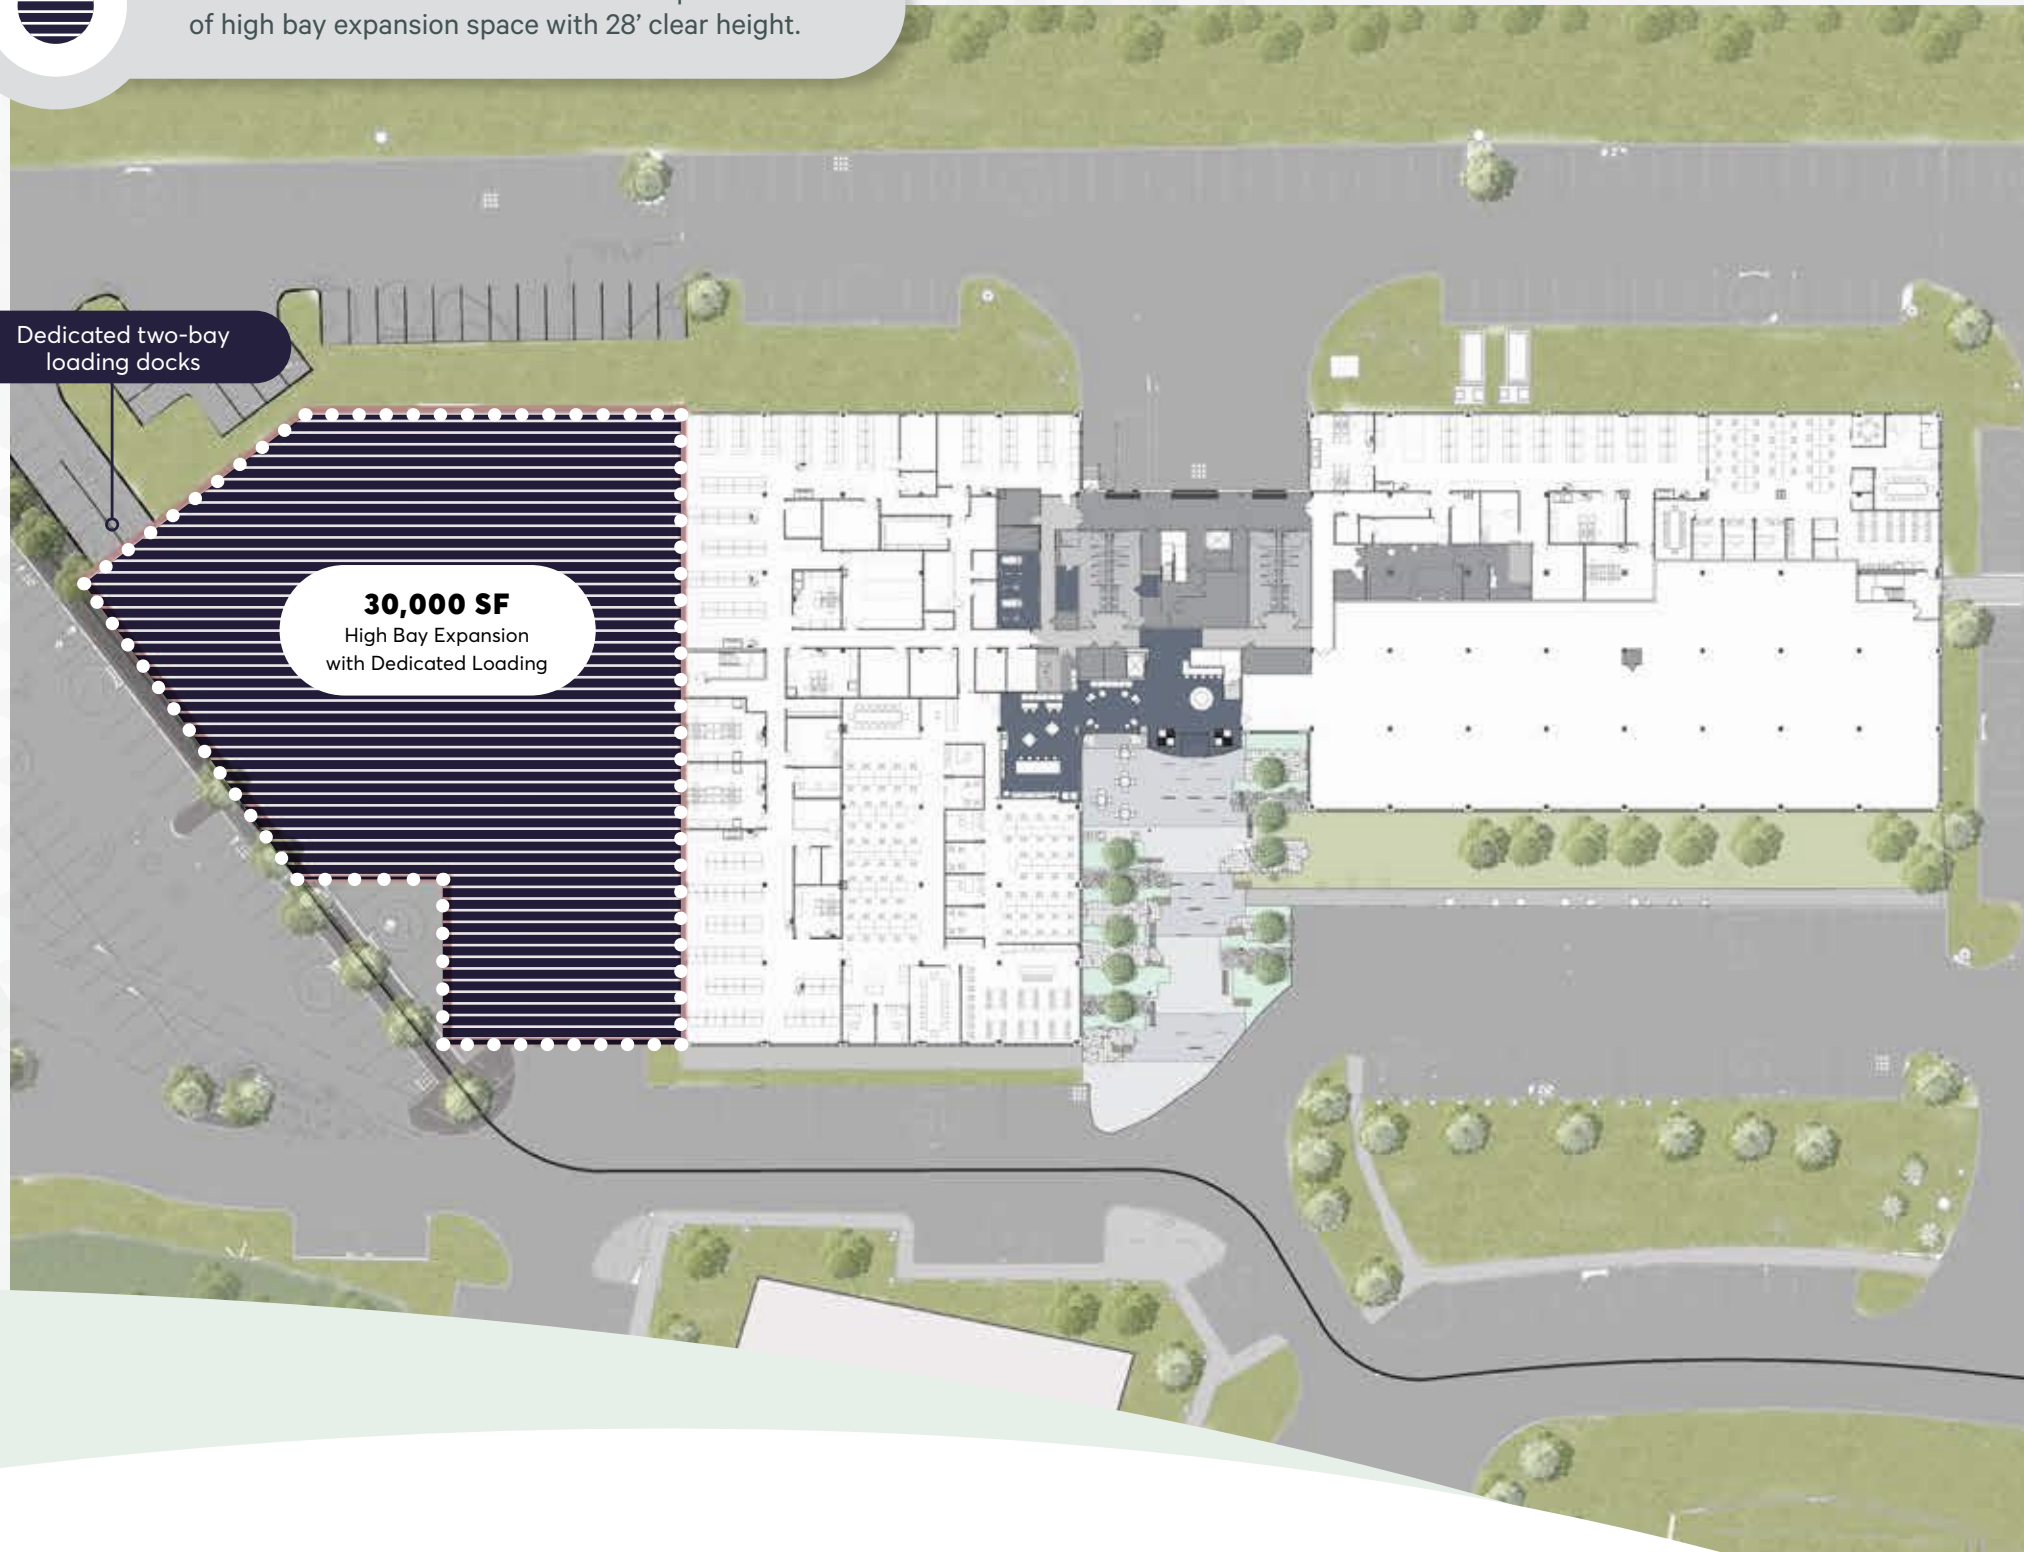 of high bay expansion space with 28’ clear height.
Dedicated two-bay
loading docks
30,000 SF
High Bay Expansion
with Dedicated Loading